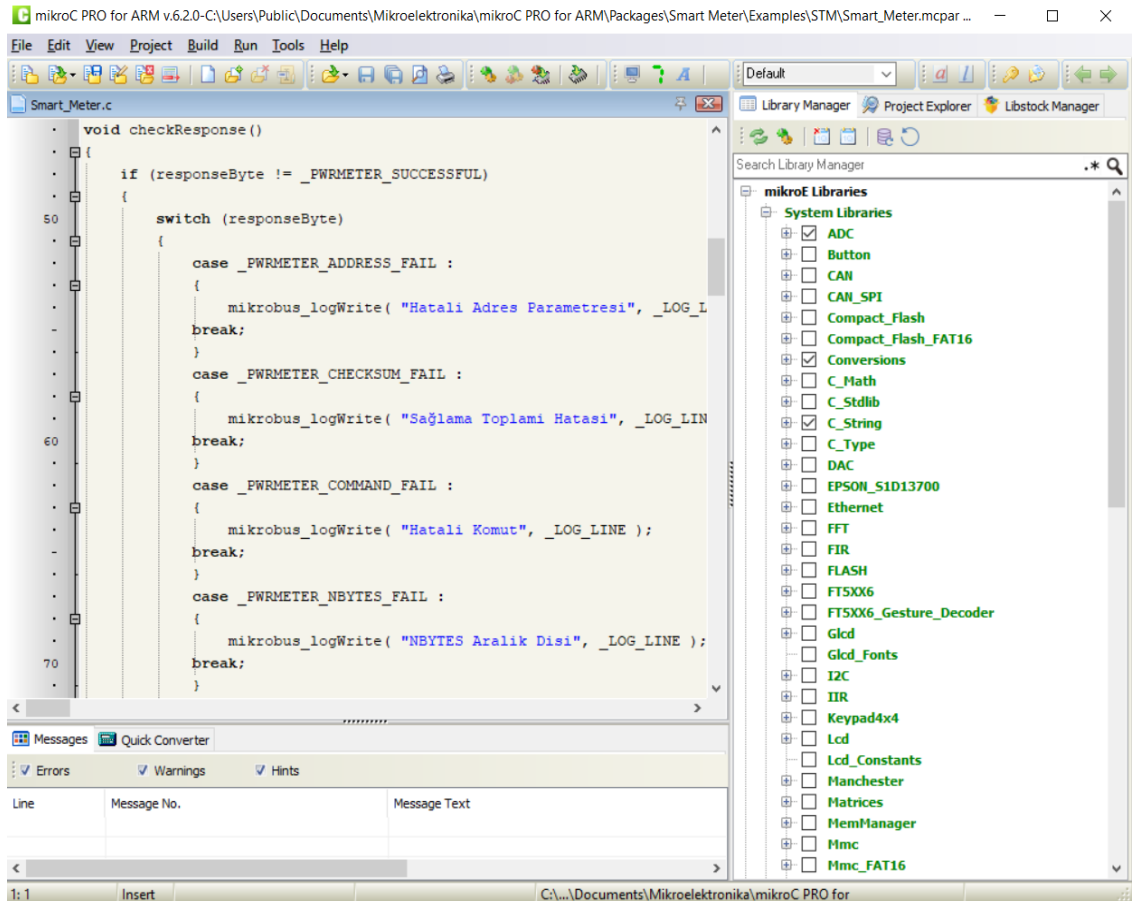 mikroC PRO for ARM v.6.2.0-C:\Users\Public\Documents\Mikroelektronika\mikroC PRO for ARM\Packages\Smart Meter\Examples\STM\Smart_Meter.mcpar ...
File Edit View Project Build Run Tools Help
Default
Smart_Meter.c
void checkResponse()
{
if (responseByte != _PWRMETER_SUCCESSFUL)
{
50 switch (responseByte)
{
case _PWRMETER_ADDRESS_FAIL :
{
mikrobus_logWrite( "Hatali Adres Parametresi", _LOG_L
break;
}
case _PWRMETER_CHECKSUM_FAIL :
{
mikrobus_logWrite( "Sağlama Toplami Hatasi", _LOG_LIN
60 break;
}
case _PWRMETER_COMMAND_FAIL :
{
mikrobus_logWrite( "Hatali Komut", _LOG_LINE );
break;
}
case _PWRMETER_NBYTES_FAIL :
{
mikrobus_logWrite( "NBYTES Aralik Disi", _LOG_LINE );
70 break;
}
Library Manager Project Explorer Libstock Manager
Search Library Manager .*
mikroE Libraries
System Libraries
ADC
Button
CAN
CAN_SPI
Compact_Flash
Compact_Flash_FAT16
Conversions
C_Math
C_Stdlib
C_String
C_Type
DAC
EPSON_S1D13700
Ethernet
FFT
FIR
FLASH
FT5XX6
FT5XX6_Gesture_Decoder
Glcd
Glcd_Fonts
I2C
IIR
Keypad4x4
Lcd
Lcd_Constants
Manchester
Matrices
MemManager
Mmc
Mmc_FAT16
Messages Quick Converter
Errors Warnings Hints
Line Message No. Message Text
1: 1 Insert C:\...\Documents\Mikroelektronika\mikroC PRO for